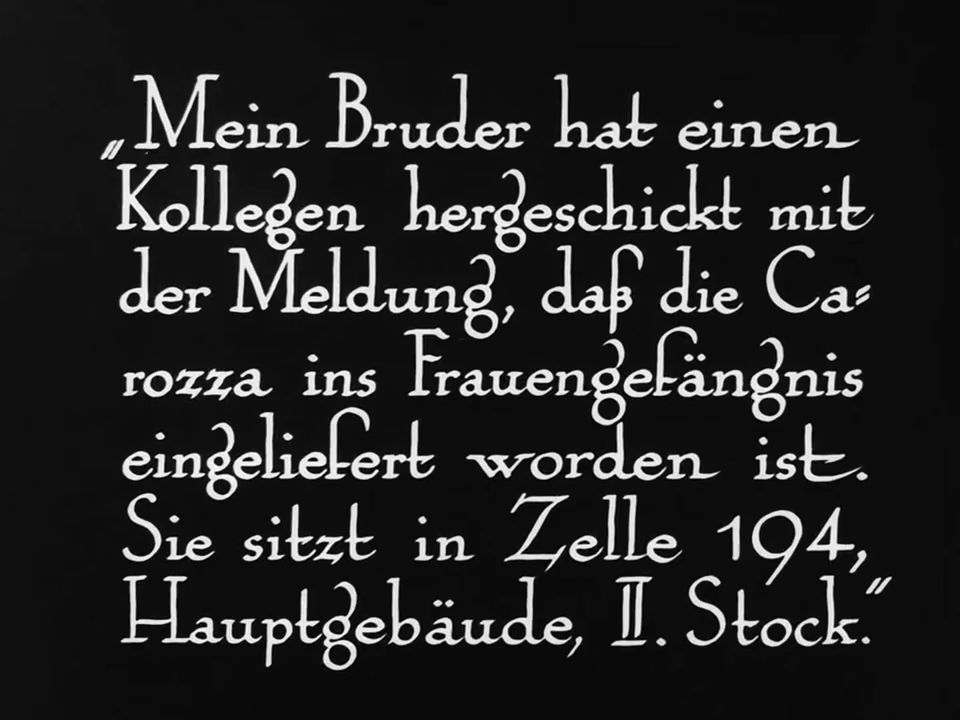 „Mein Bruder hat einen
Kollegen hergeschickt mit
der Meldung, daß die Ca⸗
rozza ins Frauengefängnis
eingeliefert worden ist.
Sie sitzt in Zelle 194,
Hauptgebäude, II. Stock.“